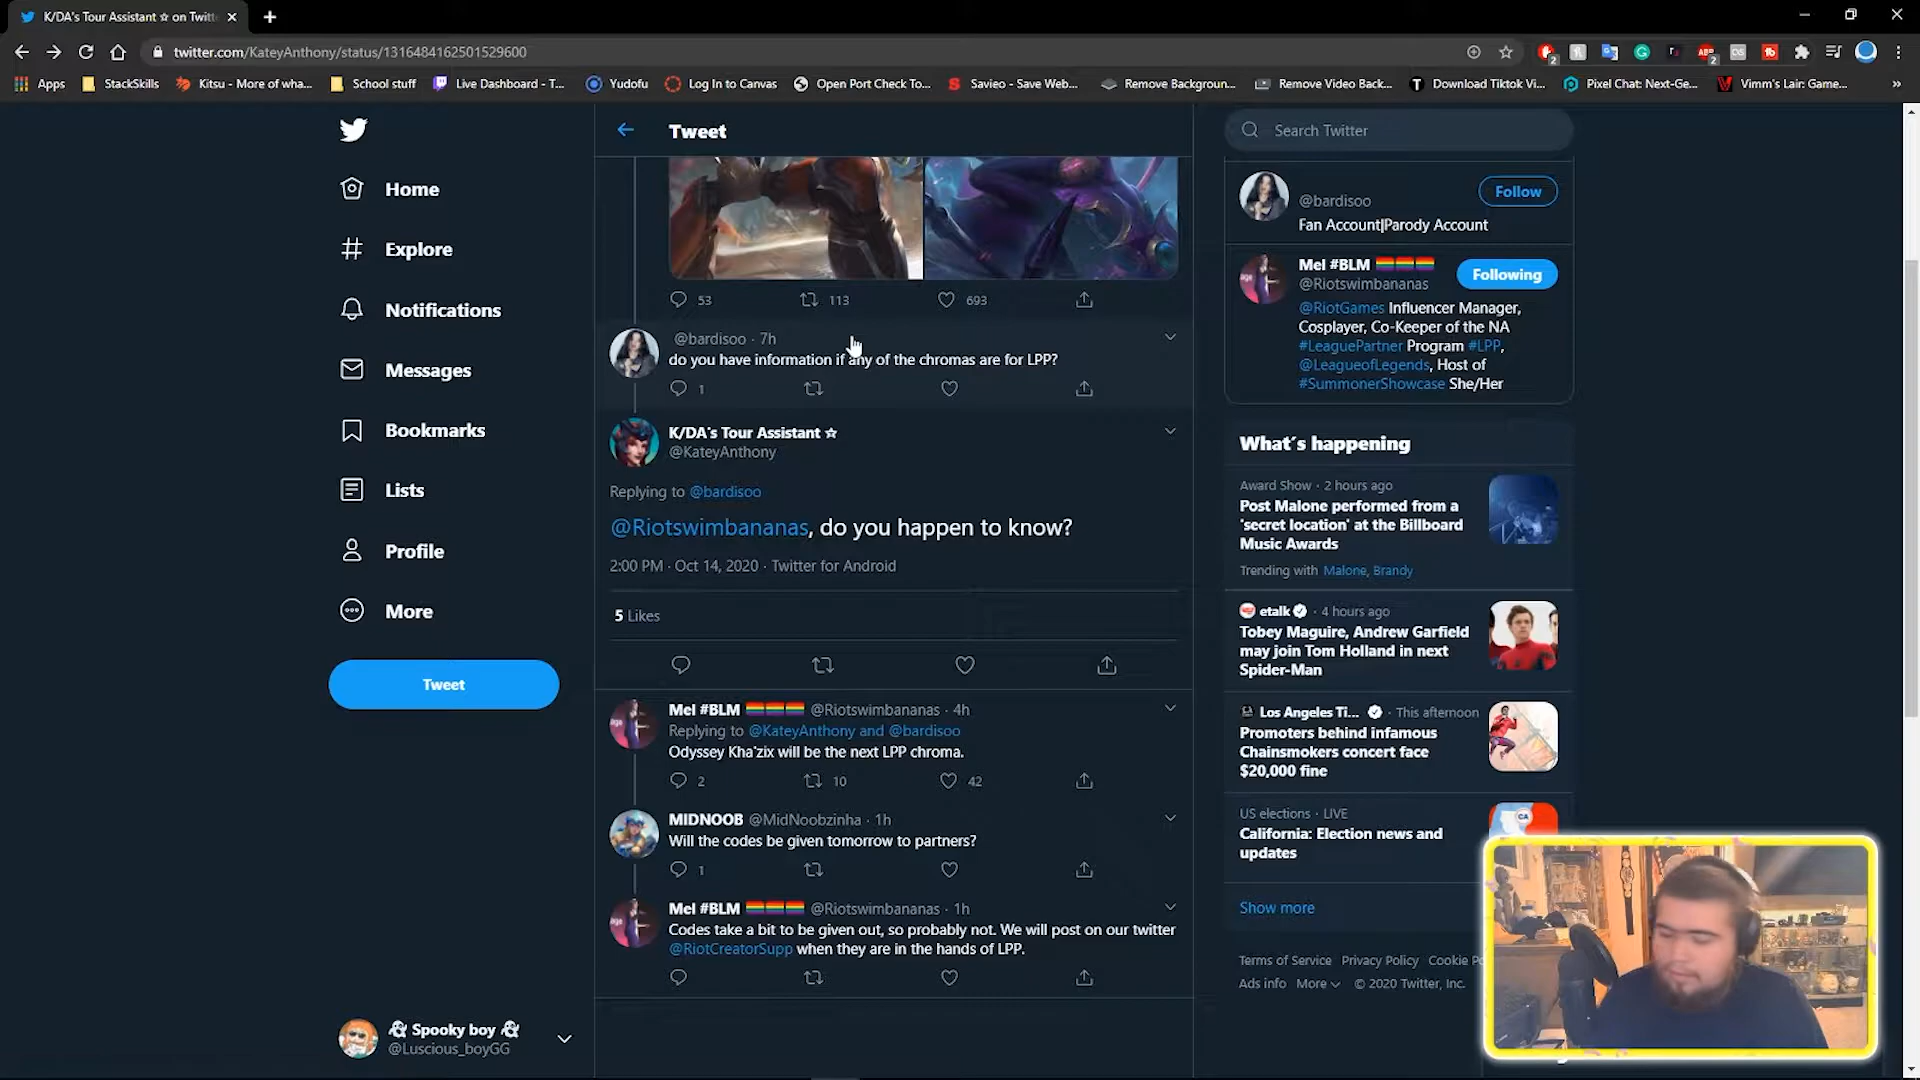 K/DA's Tour Assistant ☆ on Twitt
twitter.com/KateyAnthony/status/1316484162501529600
Apps
StackSkills
Kitsu - More of wha...
School stuff
Live Dashboard - T...
Yudofu
Log In to Canvas
Open Port Check To...
Savieo - Save Web...
Remove Backgroun...
Remove Video Back...
Download Tiktok Vi...
Pixel Chat: Next-Ge...
Vimm's Lair: Game...
Home
Explore
Notifications
Messages
Bookmarks
Lists
Profile
More
Tweet
Spooky boy
@Luscious_boyGG
Tweet
53 113 693
@bardisoo · 7h
do you have information if any of the chromas are for LPP?
1
K/DA's Tour Assistant ☆
@KateyAnthony
Replying to @bardisoo
@Riotswimbananas, do you happen to know?
2:00 PM · Oct 14, 2020 · Twitter for Android
5 Likes
Mel #BLM @Riotswimbananas · 4h
Replying to @KateyAnthony and @bardisoo
Odyssey Kha'zix will be the next LPP chroma.
2 10 42
MIDNOOB @MidNoobzinha · 1h
Will the codes be given tomorrow to partners?
1
Mel #BLM @Riotswimbananas · 1h
Codes take a bit to be given out, so probably not. We will post on our twitter
@RiotCreatorSupp when they are in the hands of LPP.
Search Twitter
@bardisoo
Follow
Fan Account|Parody Account
Mel #BLM
@Riotswimbananas
Following
@RiotGames Influencer Manager,
Cosplayer, Co-Keeper of the NA
#LeaguePartner Program #LPP,
@LeagueofLegends, Host of
#SummonerShowcase She/Her
What's happening
Award Show · 2 hours ago
Post Malone performed from a
'secret location' at the Billboard
Music Awards
Trending with Malone, Brandy
etalk · 4 hours ago
Tobey Maguire, Andrew Garfield
may join Tom Holland in next
Spider-Man
Los Angeles Ti... · This afternoon
Promoters behind infamous
Chainsmokers concert face
$20,000 fine
US elections · LIVE
California: Election news and
updates
Show more
Terms of Service Privacy Policy Cookie Po
Ads info More © 2020 Twitter, Inc.